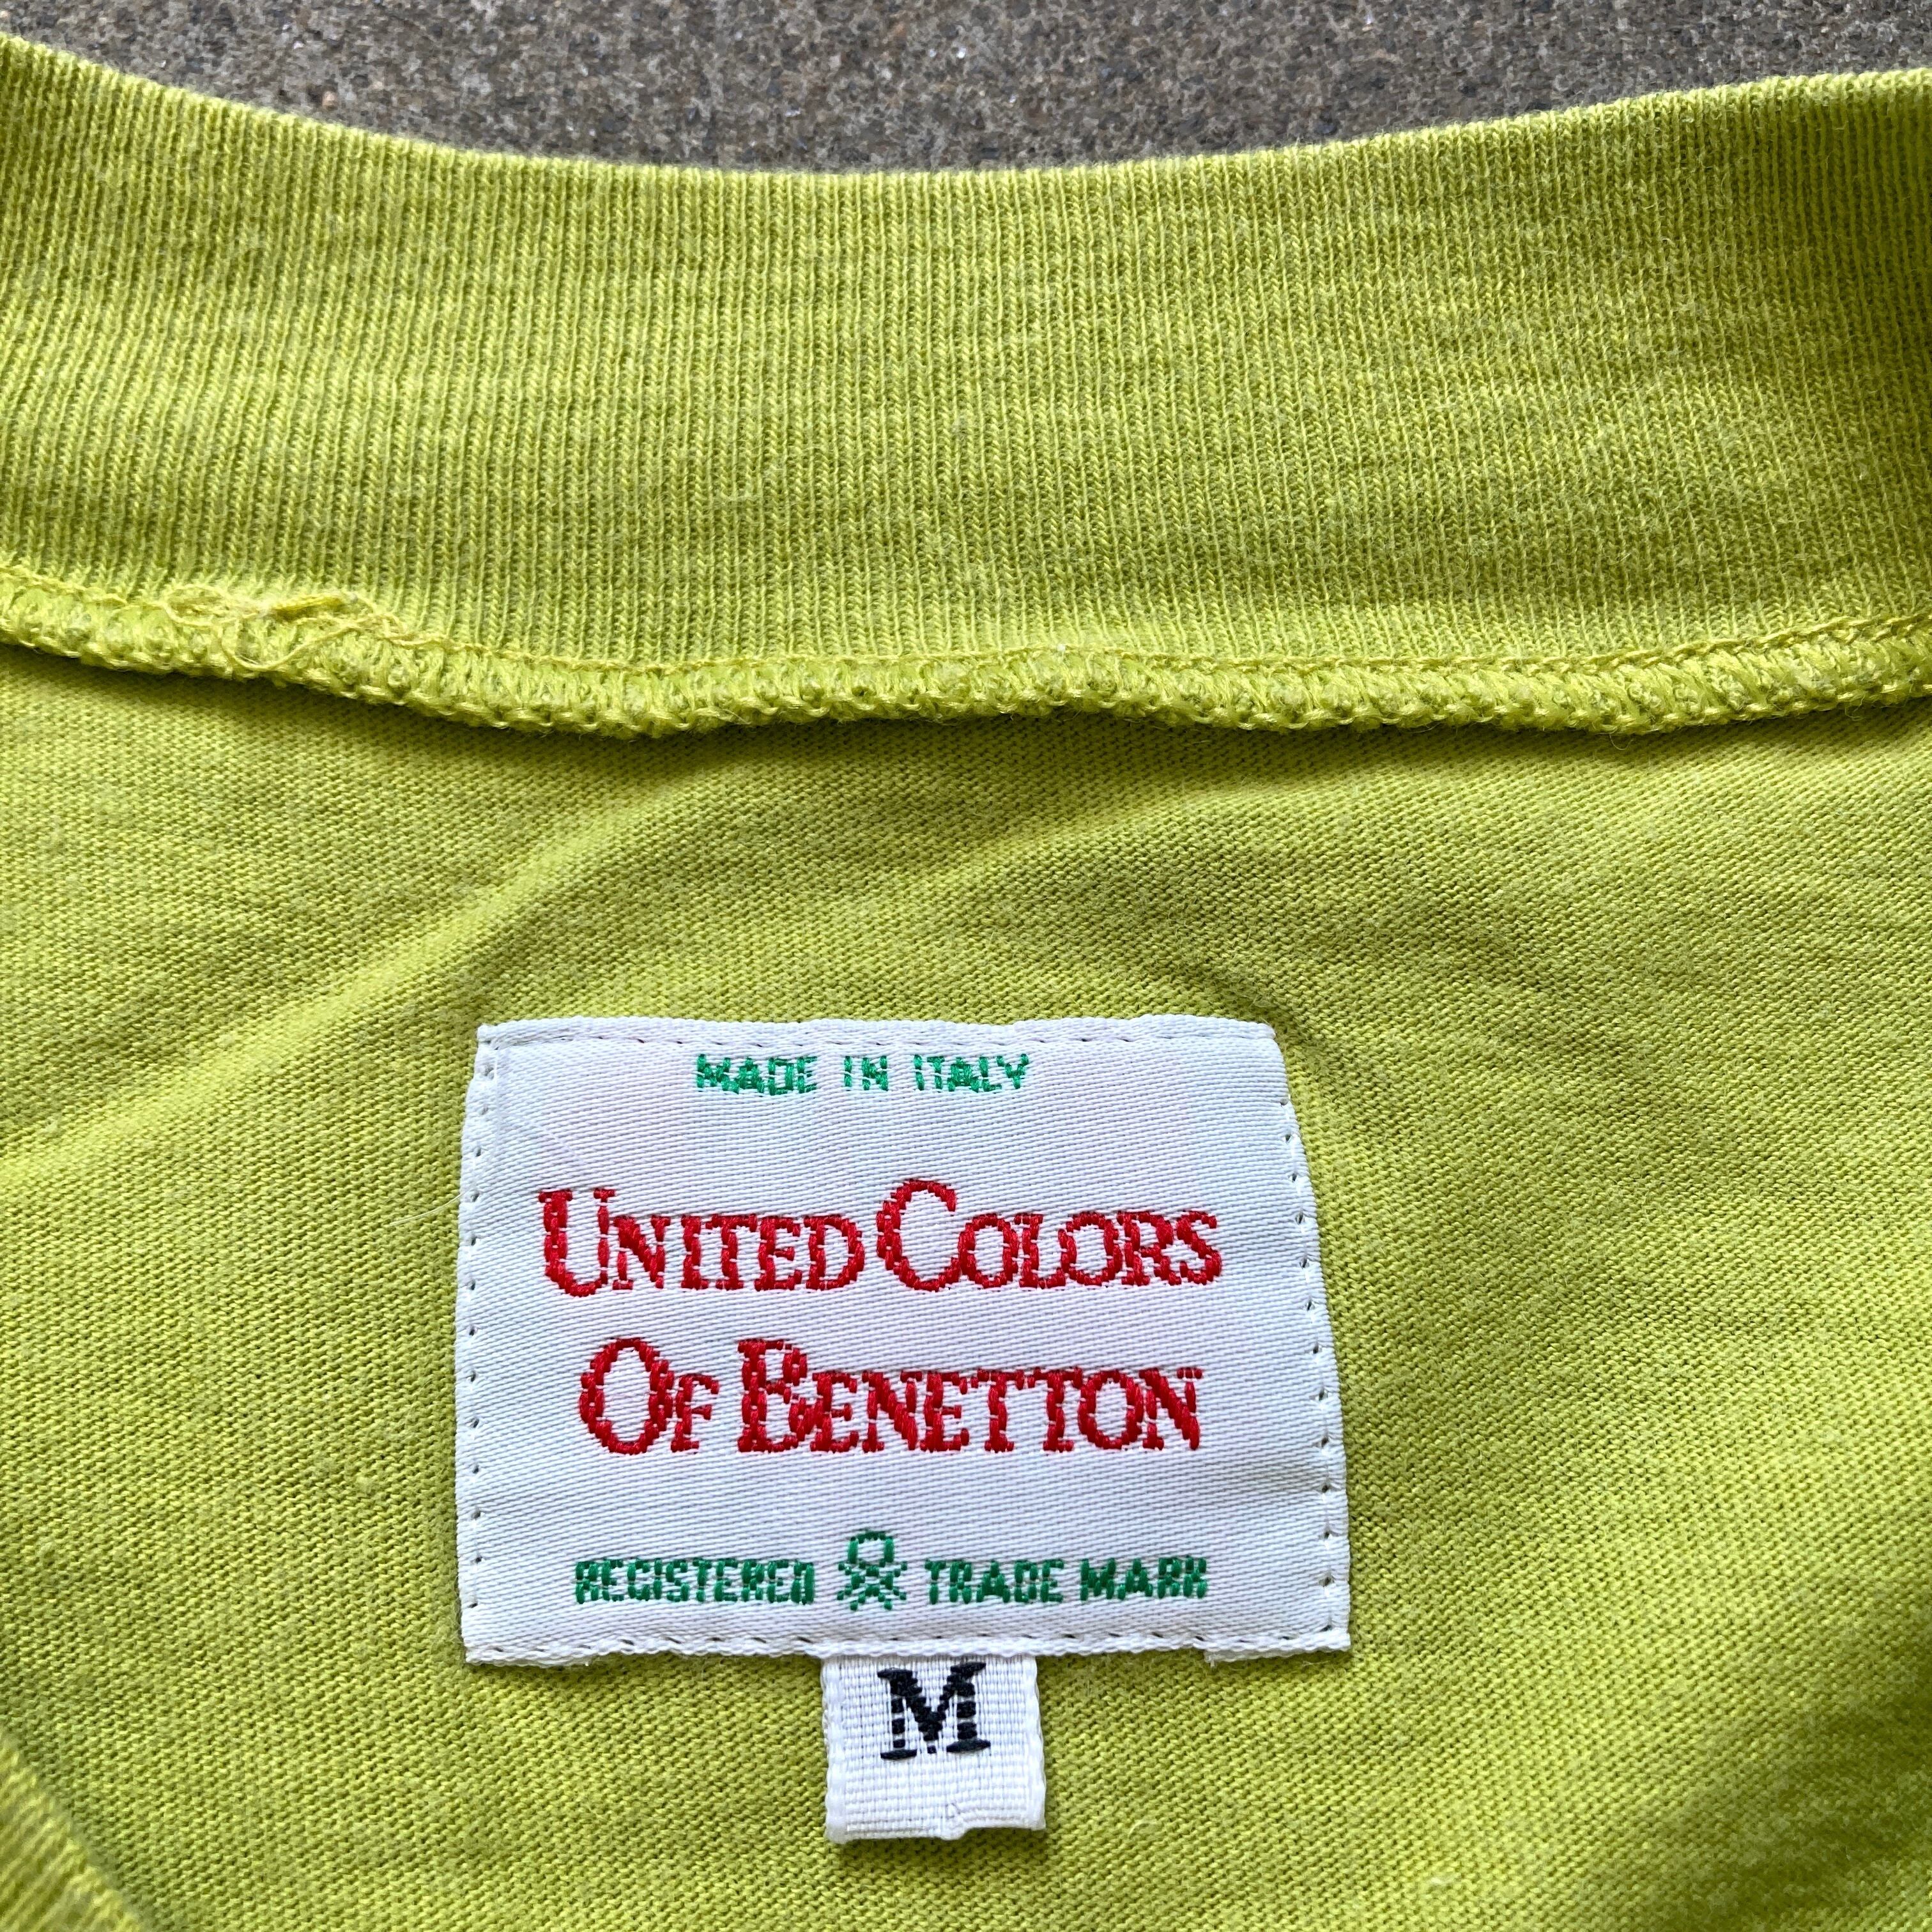 MADE IN ITALY
UNITED COLORS
OF BENETTON
REGISTERED TRADE MARK
M